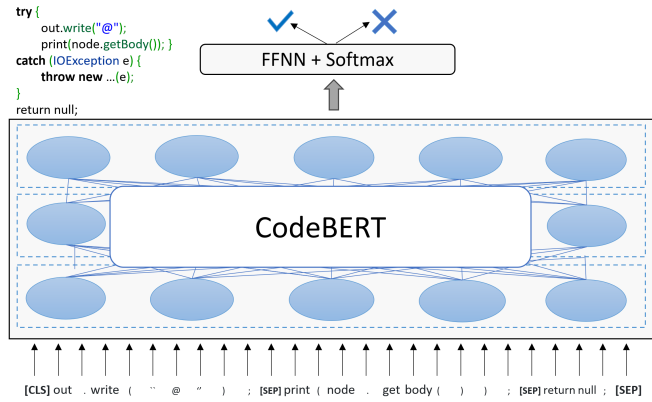 try {
out.write("@");
print(node.getBody()); }
catch (IOException e) {
throw new ...(e);
}
return null;
FFNN + Softmax
CodeBERT
[CLS] out . write ( `` @ ″ ) ; [SEP] print ( node . get body ( ) ) ; [SEP] return null ; [SEP]